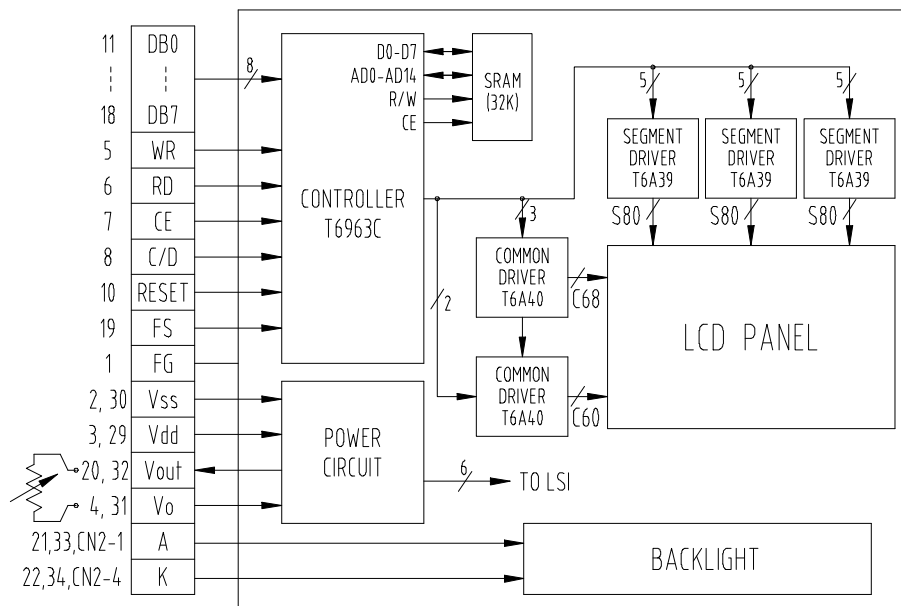 11 DB0
18 DB7
5 WR
6 RD
7 CE
8 C/D
10 RESET
19 FS
1 FG
2, 30 Vss
3, 29 Vdd
20, 32 Vout
4, 31 Vo
21,33,CN2-1 A
22,34,CN2-4 K
8
CONTROLLER
T6963C
D0-D7
AD0-AD14
R/W
CE
SRAM
(32K)
5
5
5
SEGMENT
DRIVER
T6A39
SEGMENT
DRIVER
T6A39
SEGMENT
DRIVER
T6A39
S80
S80
S80
3
2
COMMON
DRIVER
T6A40
C68
COMMON
DRIVER
T6A40
C60
LCD PANEL
POWER
CIRCUIT
6
TO LSI
BACKLIGHT